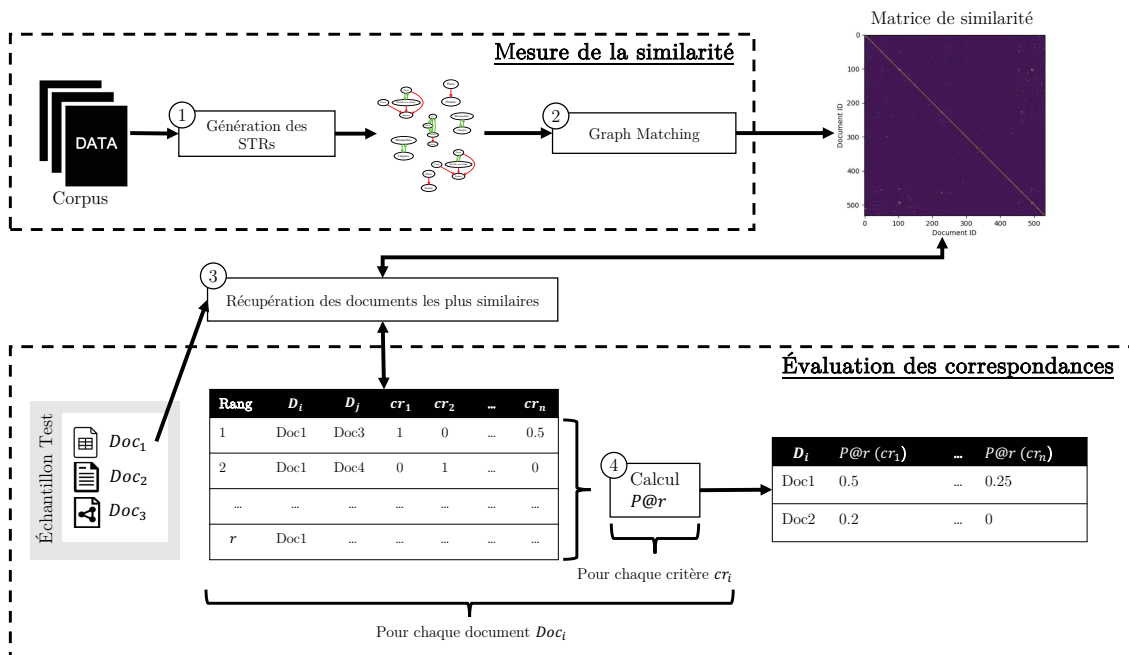 Matrice de similarité
Mesure de la similarité
DATA
Corpus
1
Génération des
STRs
2
Graph Matching
0
100
200
300
400
500
Document ID
0 100 200 300 400 500
Document ID
3
Récupération des documents les plus similaires
Évaluation des correspondances
Échantillon Test
Doc1
Doc2
Doc3
Rang Di Dj cr1 cr2 ... crn
1 Doc1 Doc3 1 0 ... 0.5
2 Doc1 Doc4 0 1 ... 0
... ... ... ... ... ... ...
r Doc1 ... ... ... ... ...
4
Calcul
P@r
Pour chaque critère cri
Pour chaque document Doci
Di P@r (cr1) ... P@r (crn)
Doc1 0.5 ... 0.25
Doc2 0.2 ... 0